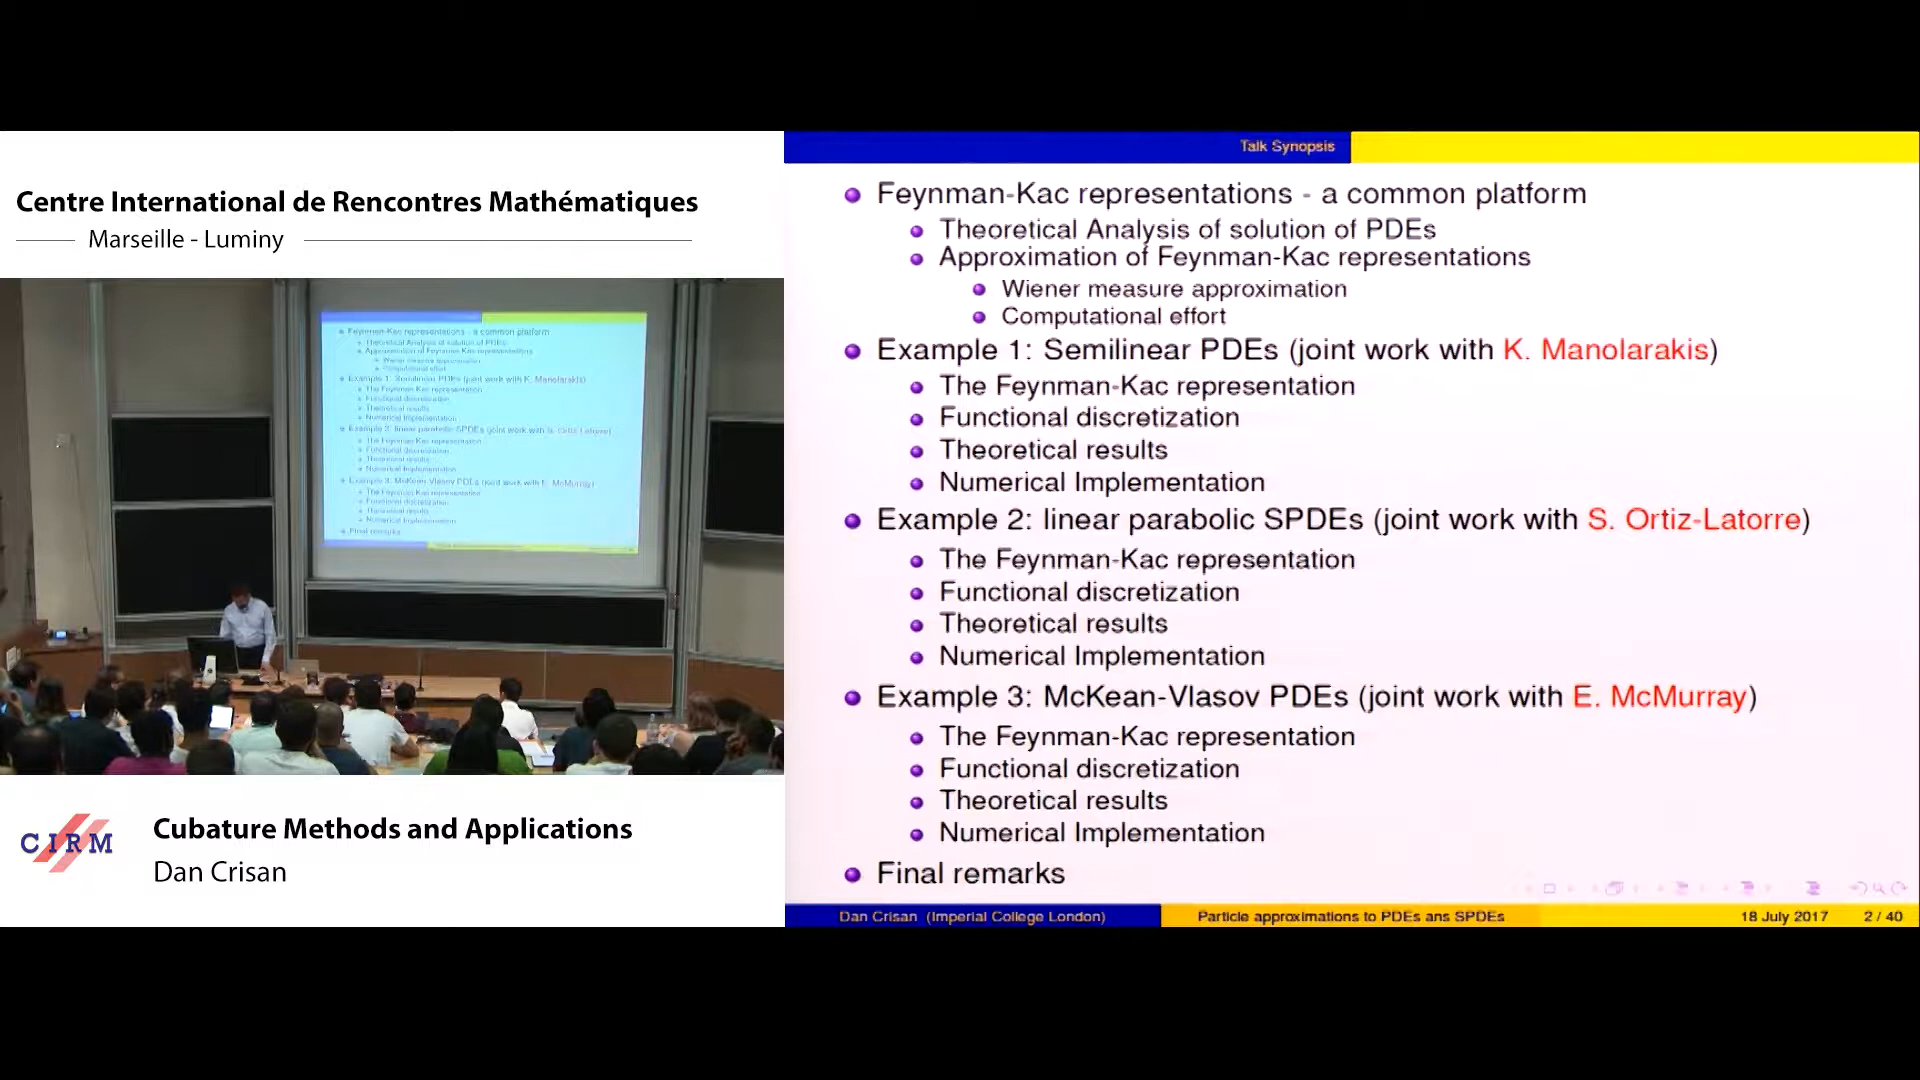 Centre International de Rencontres Mathématiques
Marseille - Luminy
CIRM
Cubature Methods and Applications
Dan Crisan
Talk Synopsis
Feynman-Kac representations - a common platform
Theoretical Analysis of solution of PDEs
Approximation of Feynman-Kac representations
Wiener measure approximation
Computational effort
Example 1: Semilinear PDEs (joint work with K. Manolarakis)
The Feynman-Kac representation
Functional discretization
Theoretical results
Numerical Implementation
Example 2: linear parabolic SPDEs (joint work with S. Ortiz-Latorre)
The Feynman-Kac representation
Functional discretization
Theoretical results
Numerical Implementation
Example 3: McKean-Vlasov PDEs (joint work with E. McMurray)
The Feynman-Kac representation
Functional discretization
Theoretical results
Numerical Implementation
Final remarks
Dan Crisan (Imperial College London)
Particle approximations to PDEs ans SPDEs
18 July 2017
2 / 40